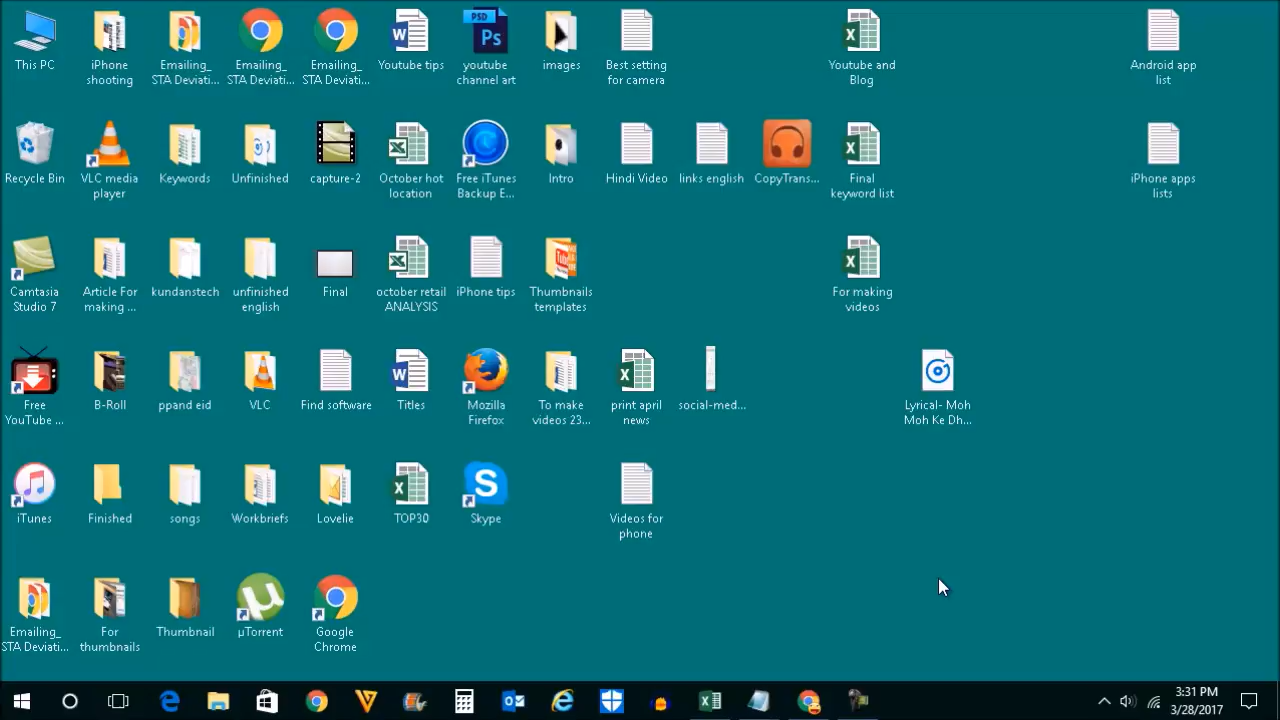 This PC
iPhone
shooting
Emailing_
STA Deviati...
Emailing_
STA Deviati...
Emailing_
STA Deviati...
Youtube tips
PSD
Ps
youtube
channel art
images
Best setting
for camera
Youtube and
Blog
Android app
list
Recycle Bin
VLC media
player
Keywords
Unfinished
capture-2
October hot
location
Free iTunes
Backup E...
Intro
Hindi Video
links english
CopyTrans...
Final
keyword list
iPhone apps
lists
Camtasia
Studio 7
Article For
making ...
kundanstech
unfinished
english
Final
october retail
ANALYSIS
iPhone tips
Thumbnails
templates
For making
videos
Free
YouTube ...
B-Roll
ppand eid
VLC
Find software
Titles
Mozilla
Firefox
To make
videos 23...
print april
news
social-med...
Lyrical- Moh
Moh Ke Dh...
iTunes
Finished
songs
Workbriefs
Lovelie
TOP30
Skype
Videos for
phone
Emailing_
STA Deviati...
For
thumbnails
Thumbnail
µTorrent
Google
Chrome
3:31 PM
3/28/2017